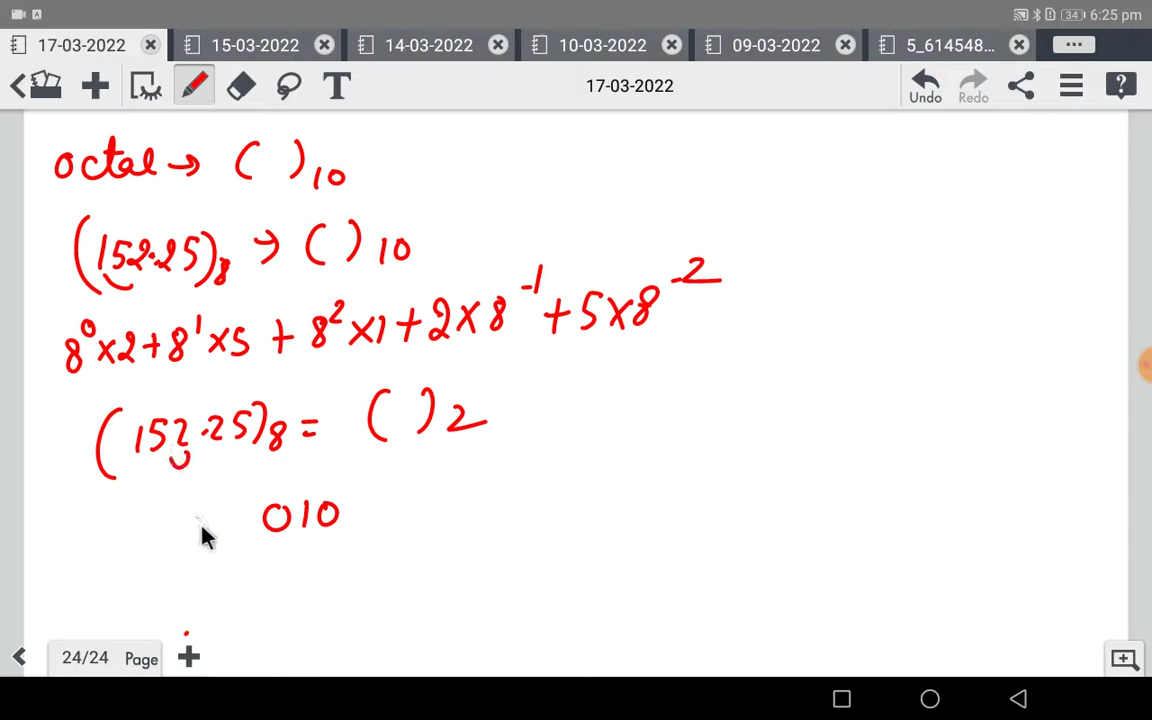 34 6:25 pm
17-03-2022 15-03-2022 14-03-2022 10-03-2022 09-03-2022 5_614548... ...
T 17-03-2022 Undo Redo ?
octal → ( )₁₀
(152.25)₈ → ( )₁₀
8⁰×2+8¹×5+8²×1+2×8⁻¹+5×8⁻²
(152.25)₈ = ( )₂
010
24/24 Page